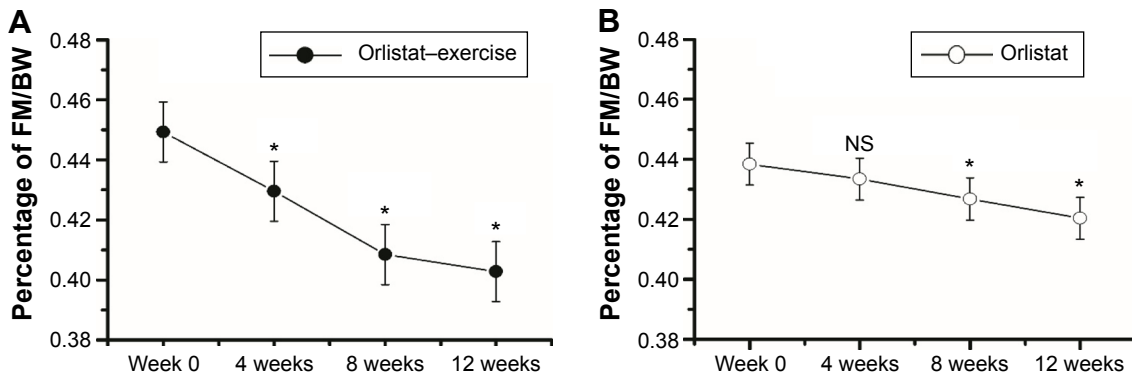 A
Percentage of FM/BW
0.48
0.46
0.44
0.42
0.40
0.38
Orlistat–exercise
*
*
*
Week 0
4 weeks
8 weeks
12 weeks
B
Percentage of FM/BW
0.48
0.46
0.44
0.42
0.40
0.38
Orlistat
NS
*
*
Week 0
4 weeks
8 weeks
12 weeks